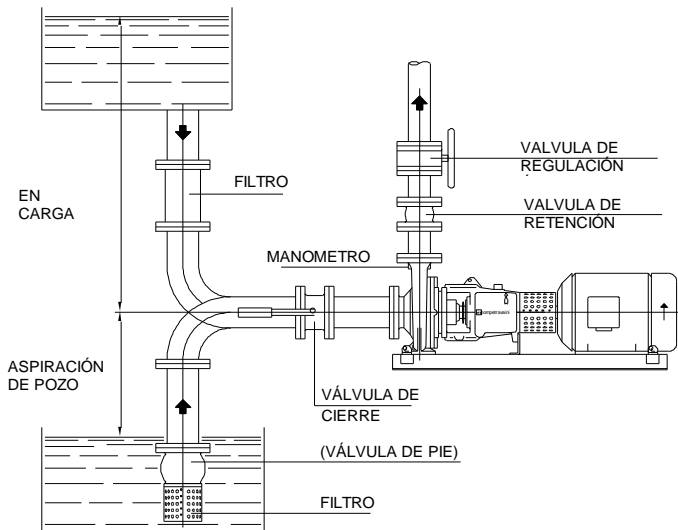 EN
CARGA
FILTRO
MANOMETRO
VALVULA DE
REGULACIÓN
VALVULA DE
RETENCIÓN
ASPIRACIÓN
DE POZO
VÁLVULA DE
CIERRE
(VÁLVULA DE PIE)
FILTRO